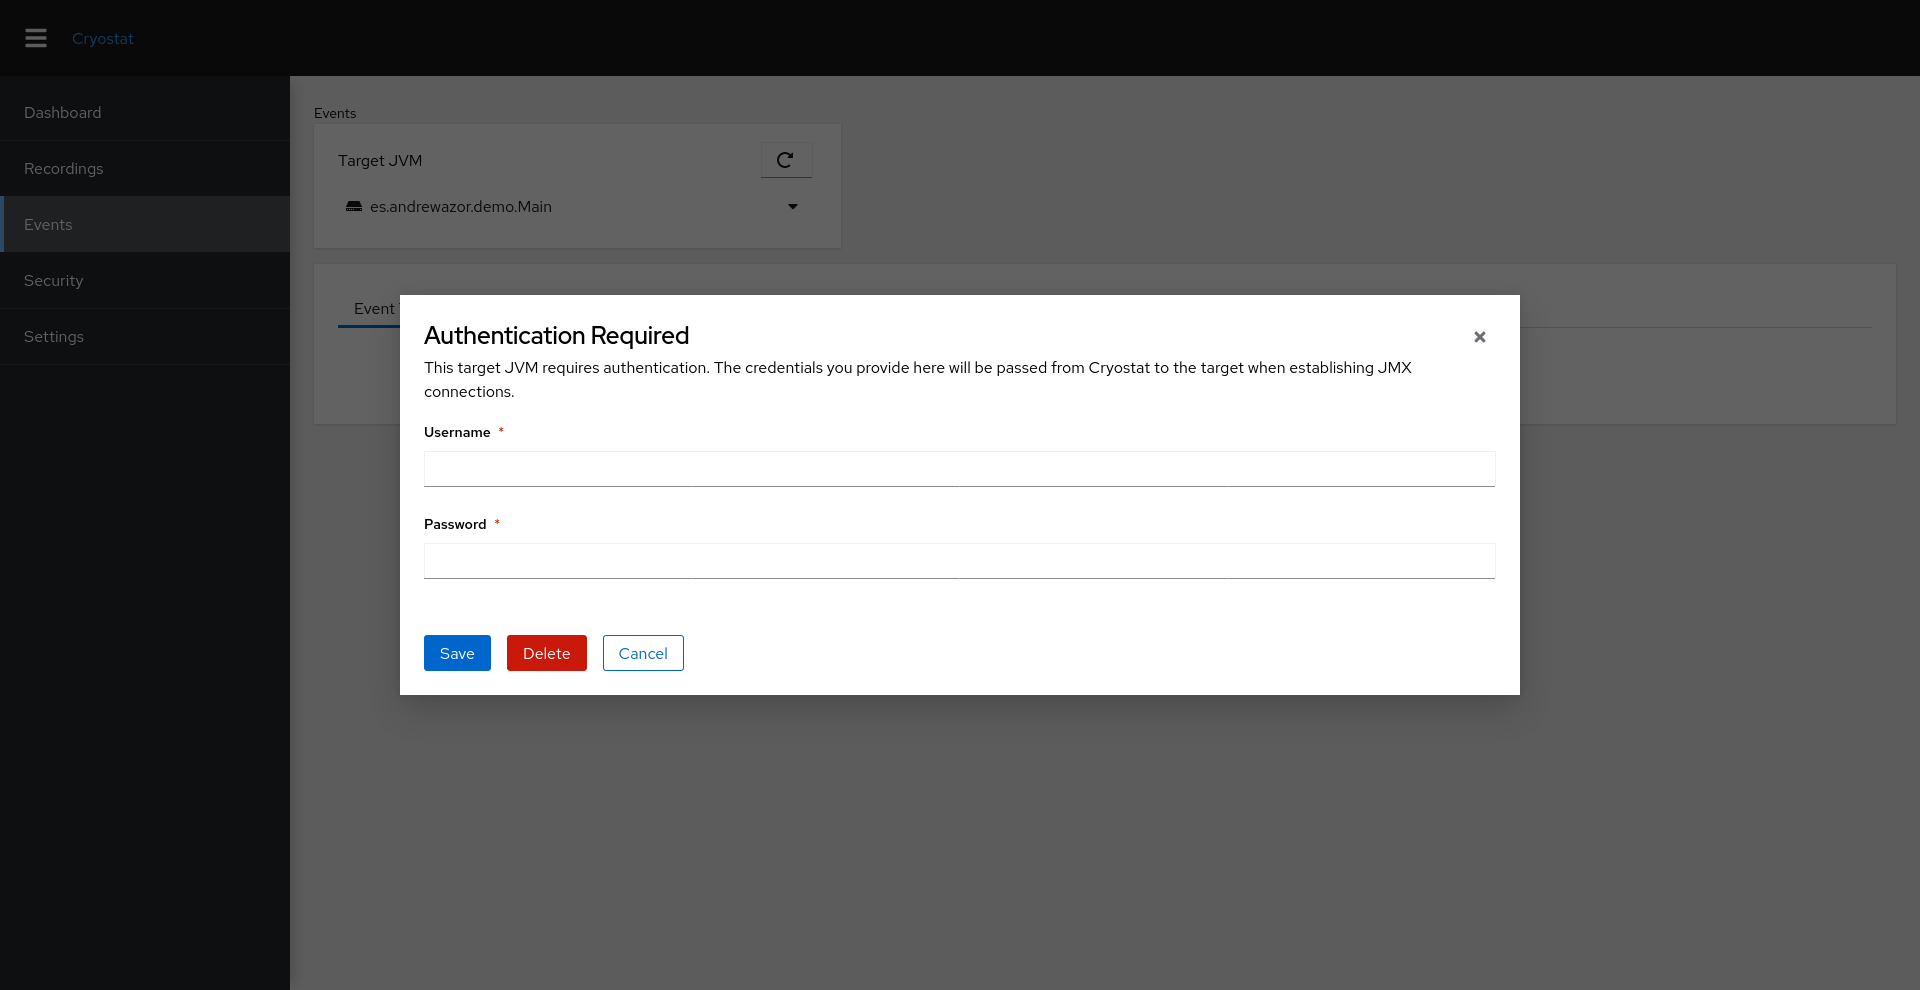 Cryostat
Dashboard
Recordings
Events
Security
Settings
Events
Target JVM
es.andrewazor.demo.Main
Event
Authentication Required
This target JVM requires authentication. The credentials you provide here will be passed from Cryostat to the target when establishing JMX
connections.
Username *
Password *
Save
Delete
Cancel